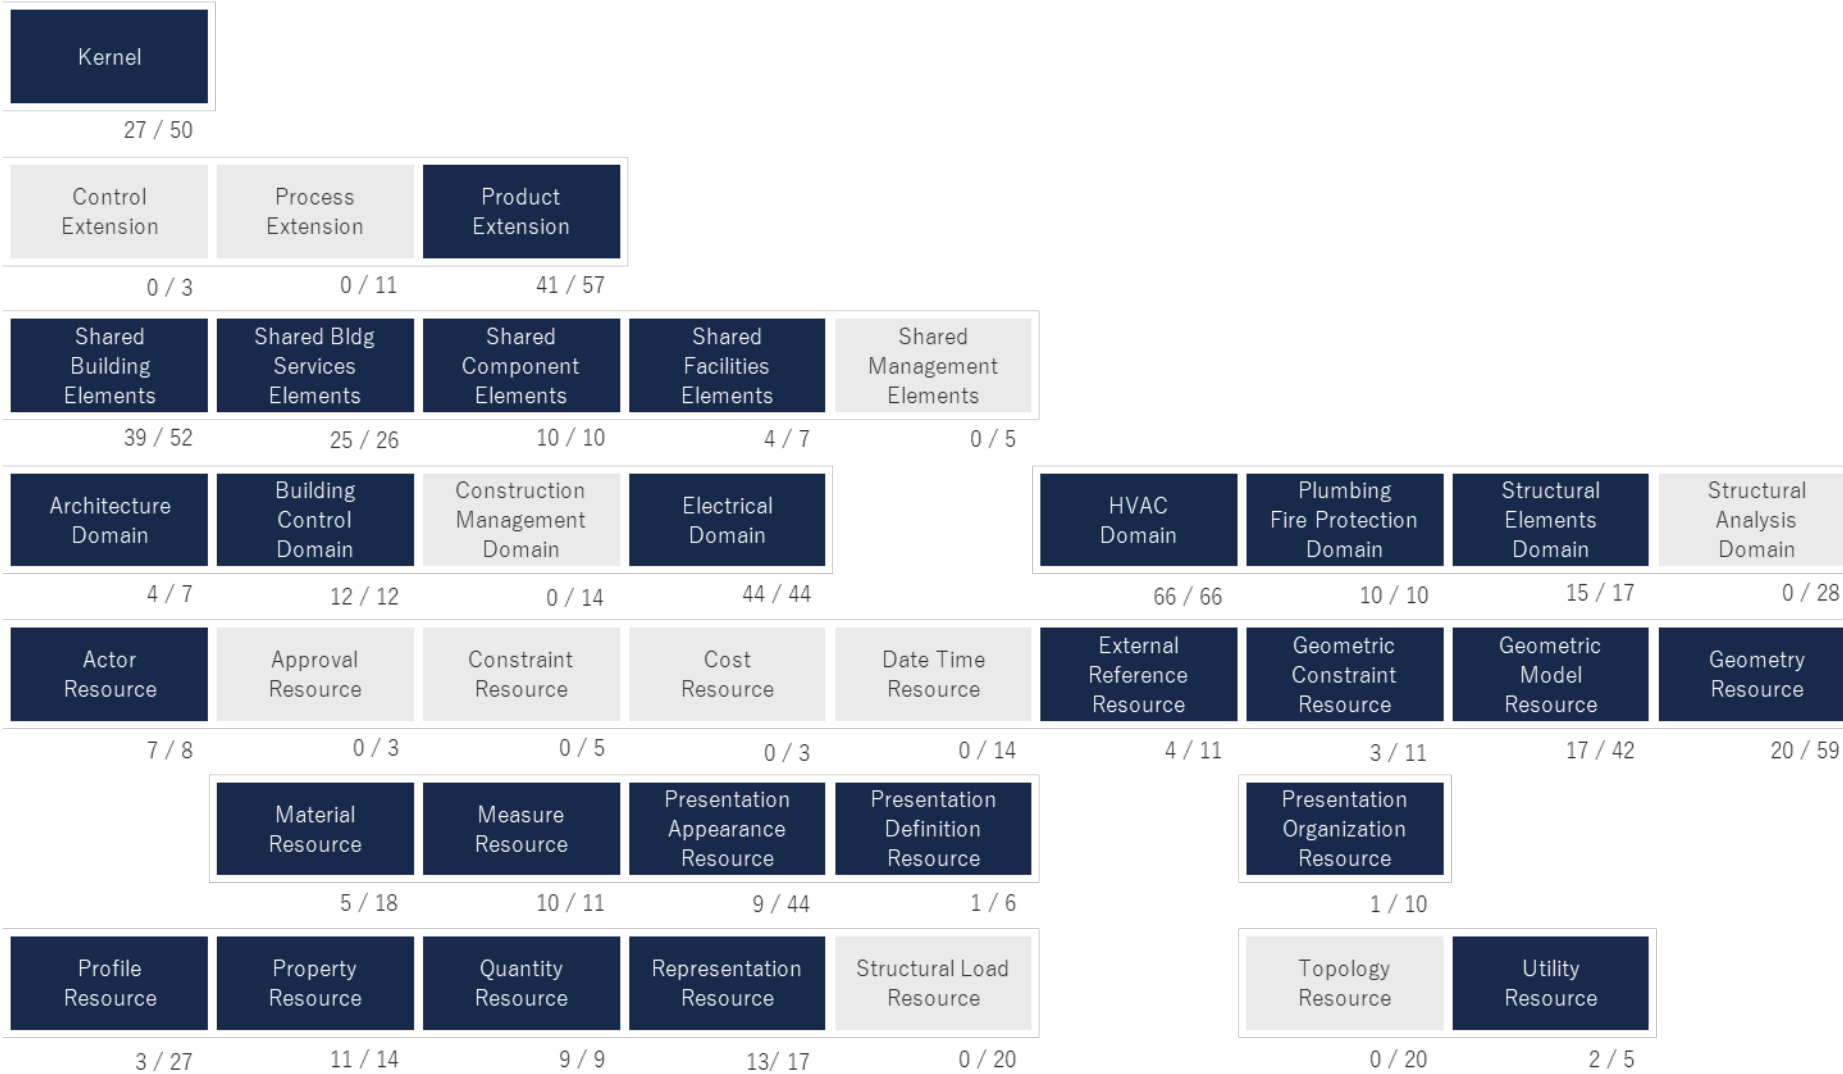 Kernel
27 / 50
Control
Extension
Process
Extension
Product
Extension
0 / 3
0 / 11
41 / 57
Shared
Building
Elements
Shared Bldg
Services
Elements
Shared
Component
Elements
Shared
Facilities
Elements
Shared
Management
Elements
39 / 52
25 / 26
10 / 10
4 / 7
0 / 5
Architecture
Domain
Building
Control
Domain
Construction
Management
Domain
Electrical
Domain
HVAC
Domain
Plumbing
Fire Protection
Domain
Structural
Elements
Domain
Structural
Analysis
Domain
4 / 7
12 / 12
0 / 14
44 / 44
66 / 66
10 / 10
15 / 17
0 / 28
Actor
Resource
Approval
Resource
Constraint
Resource
Cost
Resource
Date Time
Resource
External
Reference
Resource
Geometric
Constraint
Resource
Geometric
Model
Resource
Geometry
Resource
7 / 8
0 / 3
0 / 5
0 / 3
0 / 14
4 / 11
3 / 11
17 / 42
20 / 59
Material
Resource
Measure
Resource
Presentation
Appearance
Resource
Presentation
Definition
Resource
Presentation
Organization
Resource
5 / 18
10 / 11
9 / 44
1 / 6
1 / 10
Profile
Resource
Property
Resource
Quantity
Resource
Representation
Resource
Structural Load
Resource
Topology
Resource
Utility
Resource
3 / 27
11 / 14
9 / 9
13/ 17
0 / 20
0 / 20
2 / 5